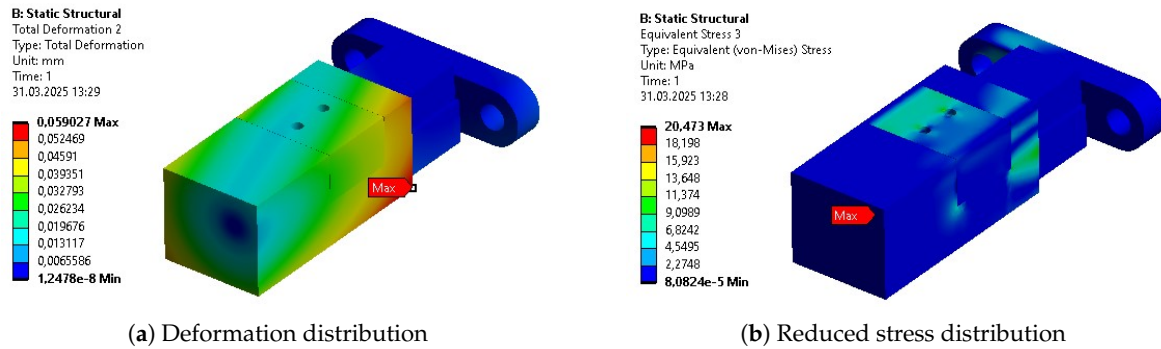 B: Static Structural
Total Deformation 2
Type: Total Deformation
Unit: mm
Time: 1
31.03.2025 13:29
0,059027 Max
0,052469
0,04591
0,039351
0,032793
0,026234
0,019676
0,013117
0,0065586
1,2478e-8 Min
Max
(a) Deformation distribution
B: Static Structural
Equivalent Stress 3
Type: Equivalent (von-Mises) Stress
Unit: MPa
Time: 1
31.03.2025 13:28
20,473 Max
18,198
15,923
13,648
11,374
9,0989
6,8242
4,5495
2,2748
8,0824e-5 Min
Max
(b) Reduced stress distribution